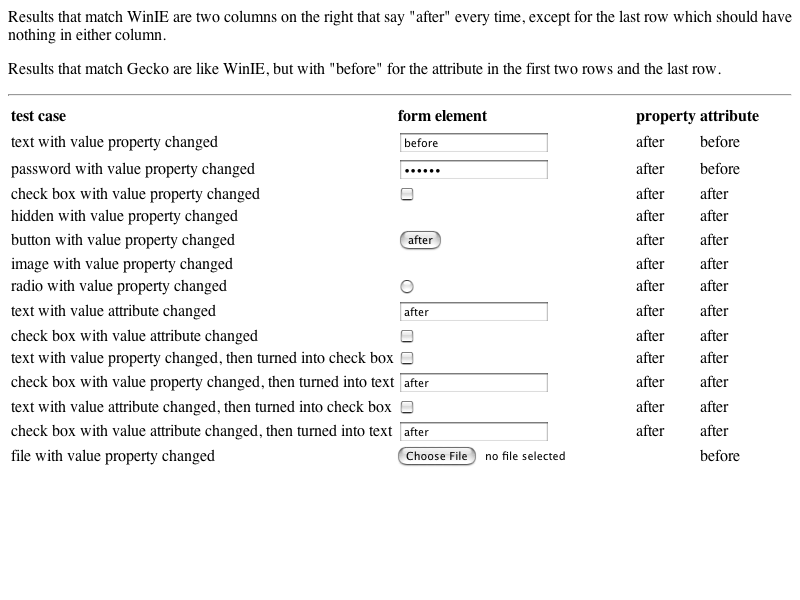 Results that match WinIE are two columns on the right that say "after" every time, except for the last row which should have
nothing in either column.
Results that match Gecko are like WinIE, but with "before" for the attribute in the first two rows and the last row.
test case form element property attribute
text with value property changed before after before
password with value property changed •••••• after before
check box with value property changed after after
hidden with value property changed after after
button with value property changed after after after
image with value property changed after after
radio with value property changed after after
text with value attribute changed after after after
check box with value attribute changed after after
text with value property changed, then turned into check box after after
check box with value property changed, then turned into text after after after
text with value attribute changed, then turned into check box after after
check box with value attribute changed, then turned into text after after after
file with value property changed Choose File no file selected before